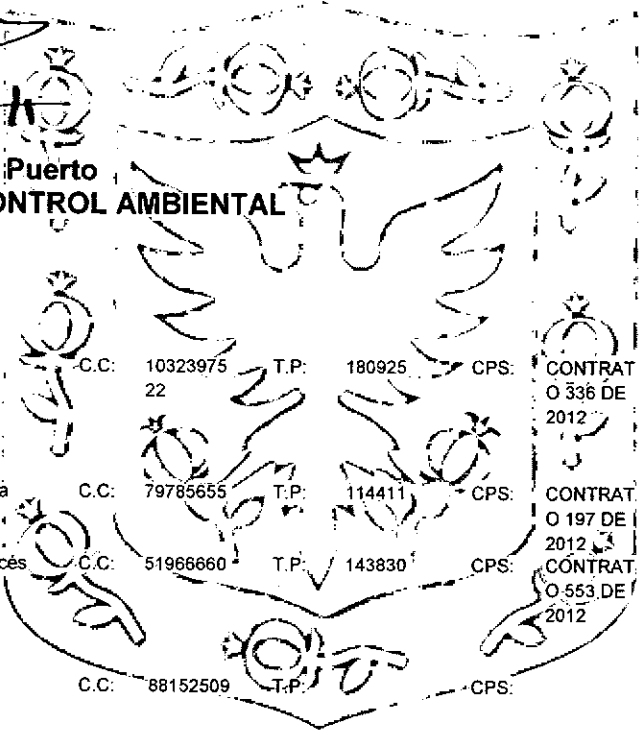 Puerto
ONTROL AMBIENTAL
C.C: 10323975 T.P: 180925 CPS: CONTRAT
22 O 336 DE
2012
C.C: 79785655 T.P: 114411 CPS: CONTRAT
O 197 DE
2012
cés C.C: 51966660 T.P: 143830 CPS: CONTRAT
O 553 DE
2012
C.C: 88152509 T.P: CPS: